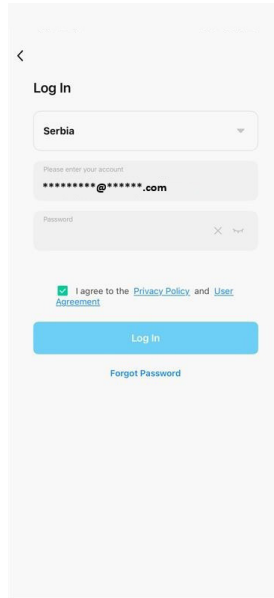 Log In
Serbia
Please enter your account
*********@******.com
Password
I agree to the Privacy Policy and User
Agreement
Log In
Forgot Password